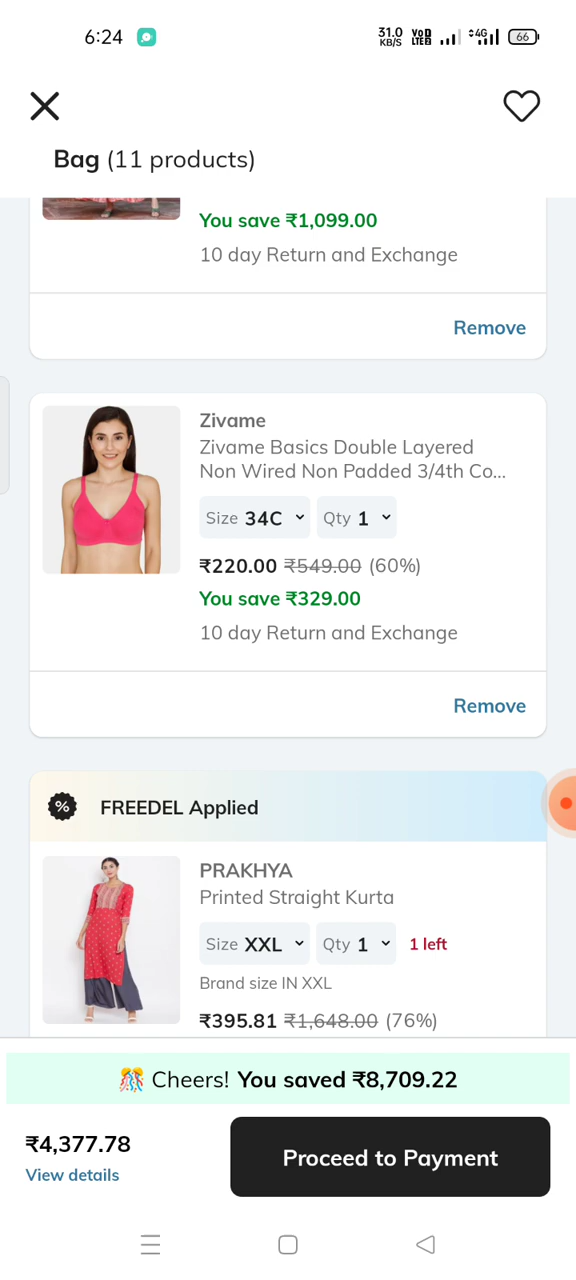 6:24
31.0
KB/S
VoD
LTE2
4G
66
Bag (11 products)
You save ₹1,099.00
10 day Return and Exchange
Remove
Zivame
Zivame Basics Double Layered
Non Wired Non Padded 3/4th Co...
Size 34C Qty 1
₹220.00 ₹549.00 (60%)
You save ₹329.00
10 day Return and Exchange
Remove
% FREEDEL Applied
PRAKHYA
Printed Straight Kurta
Size XXL Qty 1 1 left
Brand size IN XXL
₹395.81 ₹1,648.00 (76%)
Cheers! You saved ₹8,709.22
₹4,377.78
View details
Proceed to Payment